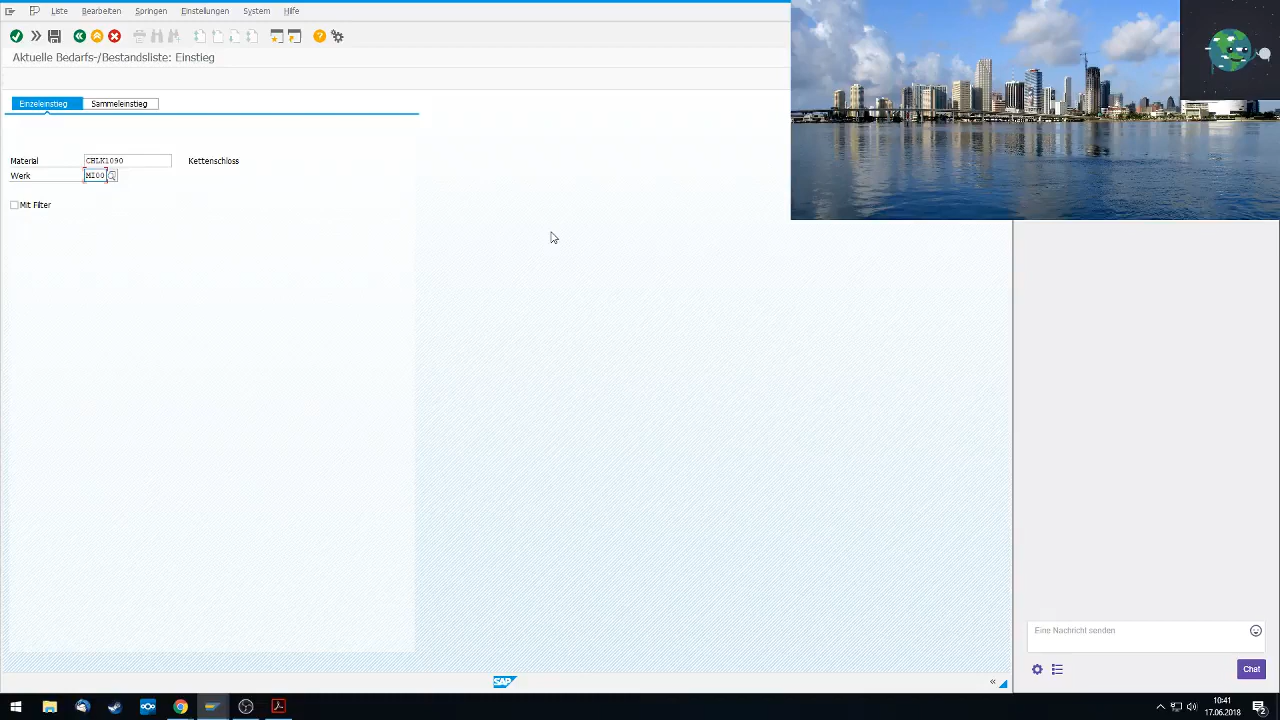 Liste Bearbeiten Springen Einstellungen System Hilfe
Aktuelle Bedarfs-/Bestandsliste: Einstieg
Einzeleinstieg Sammeleinstieg
Material CHLK1090 Kettenschloss
Werk MI00
Mit Filter
Eine Nachricht senden
Chat
SAP
10:41
17.06.2018
2